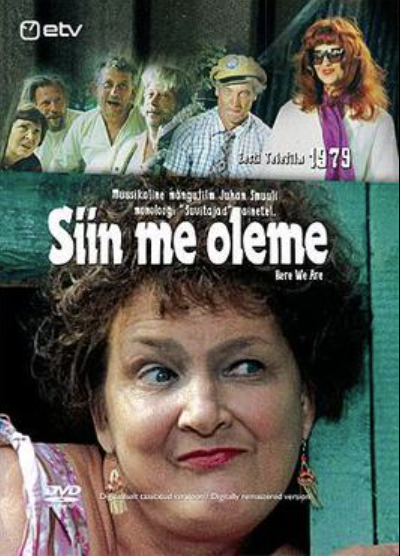 etv
Eesti Telefilm 1979
Muusikaline mängufilm Juhan Smuuli
monoloogi "Suvitajad" ainetel.
Siin me oleme
Here We Are
DVD
Digitaalselt taastatud versioon / Digitally remastered version